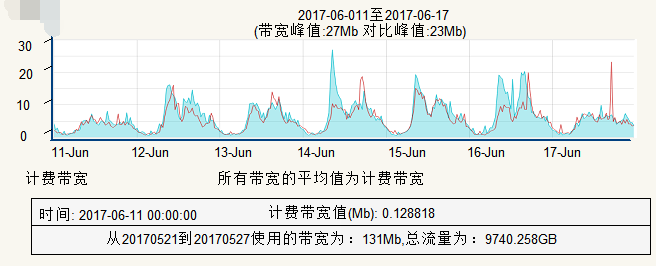 2017-06-011至2017-06-17
(带宽峰值:27Mb 对比峰值:23Mb)
30
20
10
0
11-Jun 12-Jun 13-Jun 14-Jun 15-Jun 16-Jun 17-Jun
计费带宽 所有带宽的平均值为计费带宽
时间: 2017-06-11 00:00:00 计费带宽值(Mb): 0.128818
从20170521到20170527使用的带宽为：131Mb,总流量为：9740.258GB